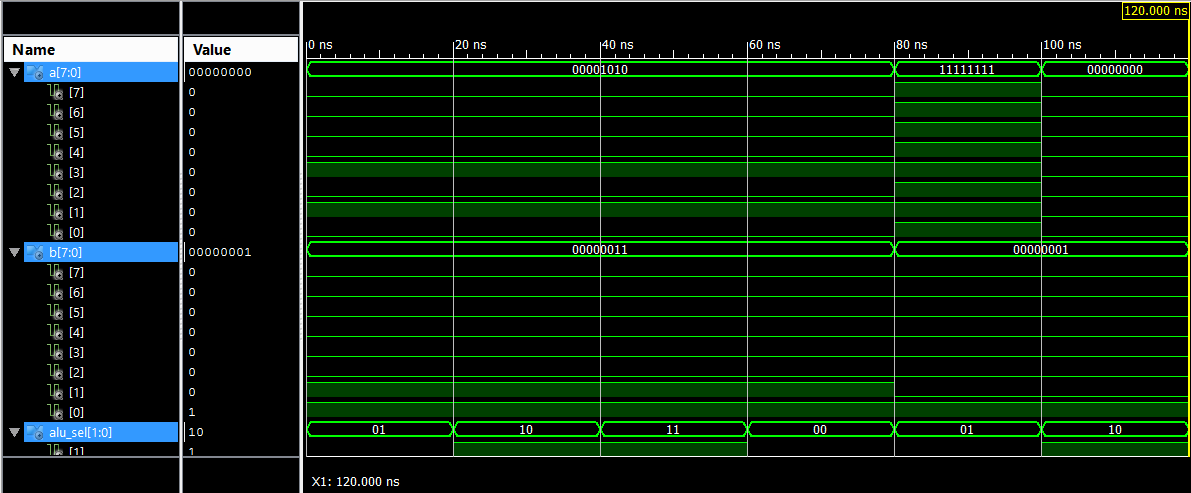 120.000 ns
Name Value 0 ns 20 ns 40 ns 60 ns 80 ns 100 ns
a[7:0] 00000000 00001010 11111111 00000000
[7] 0
[6] 0
[5] 0
[4] 0
[3] 0
[2] 0
[1] 0
[0] 0
b[7:0] 00000001 00000011 00000001
[7] 0
[6] 0
[5] 0
[4] 0
[3] 0
[2] 0
[1] 0
[0] 1
alu_sel[1:0] 10 01 10 11 00 01 10
[1] 1
X1: 120.000 ns